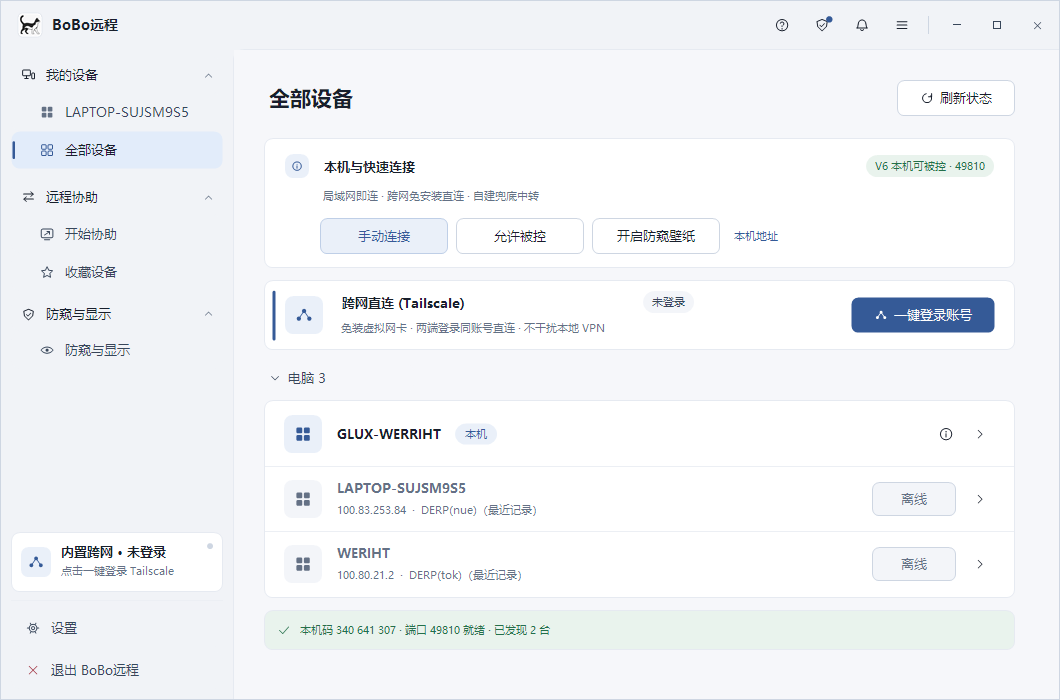 BoBo远程
我的设备
LAPTOP-SUJSM9S5
全部设备
远程协助
开始协助
收藏设备
防窥与显示
防窥与显示
内置跨网 • 未登录
点击一键登录 Tailscale
设置
退出 BoBo远程
全部设备
刷新状态
本机与快速连接
V6 本机可被控 · 49810
局域网即连 · 跨网免安装直连 · 自建兜底中转
手动连接
允许被控
开启防窥壁纸
本机地址
跨网直连 (Tailscale)
未登录
免装虚拟网卡 · 两端登录同账号直连 · 不干扰本地 VPN
一键登录账号
电脑 3
GLUX-WERRIHT
本机
LAPTOP-SUJSM9S5
100.83.253.84 · DERP(nue)（最近记录）
离线
WERIHT
100.80.21.2 · DERP(tok)（最近记录）
离线
本机码 340 641 307 · 端口 49810 就绪 · 已发现 2 台